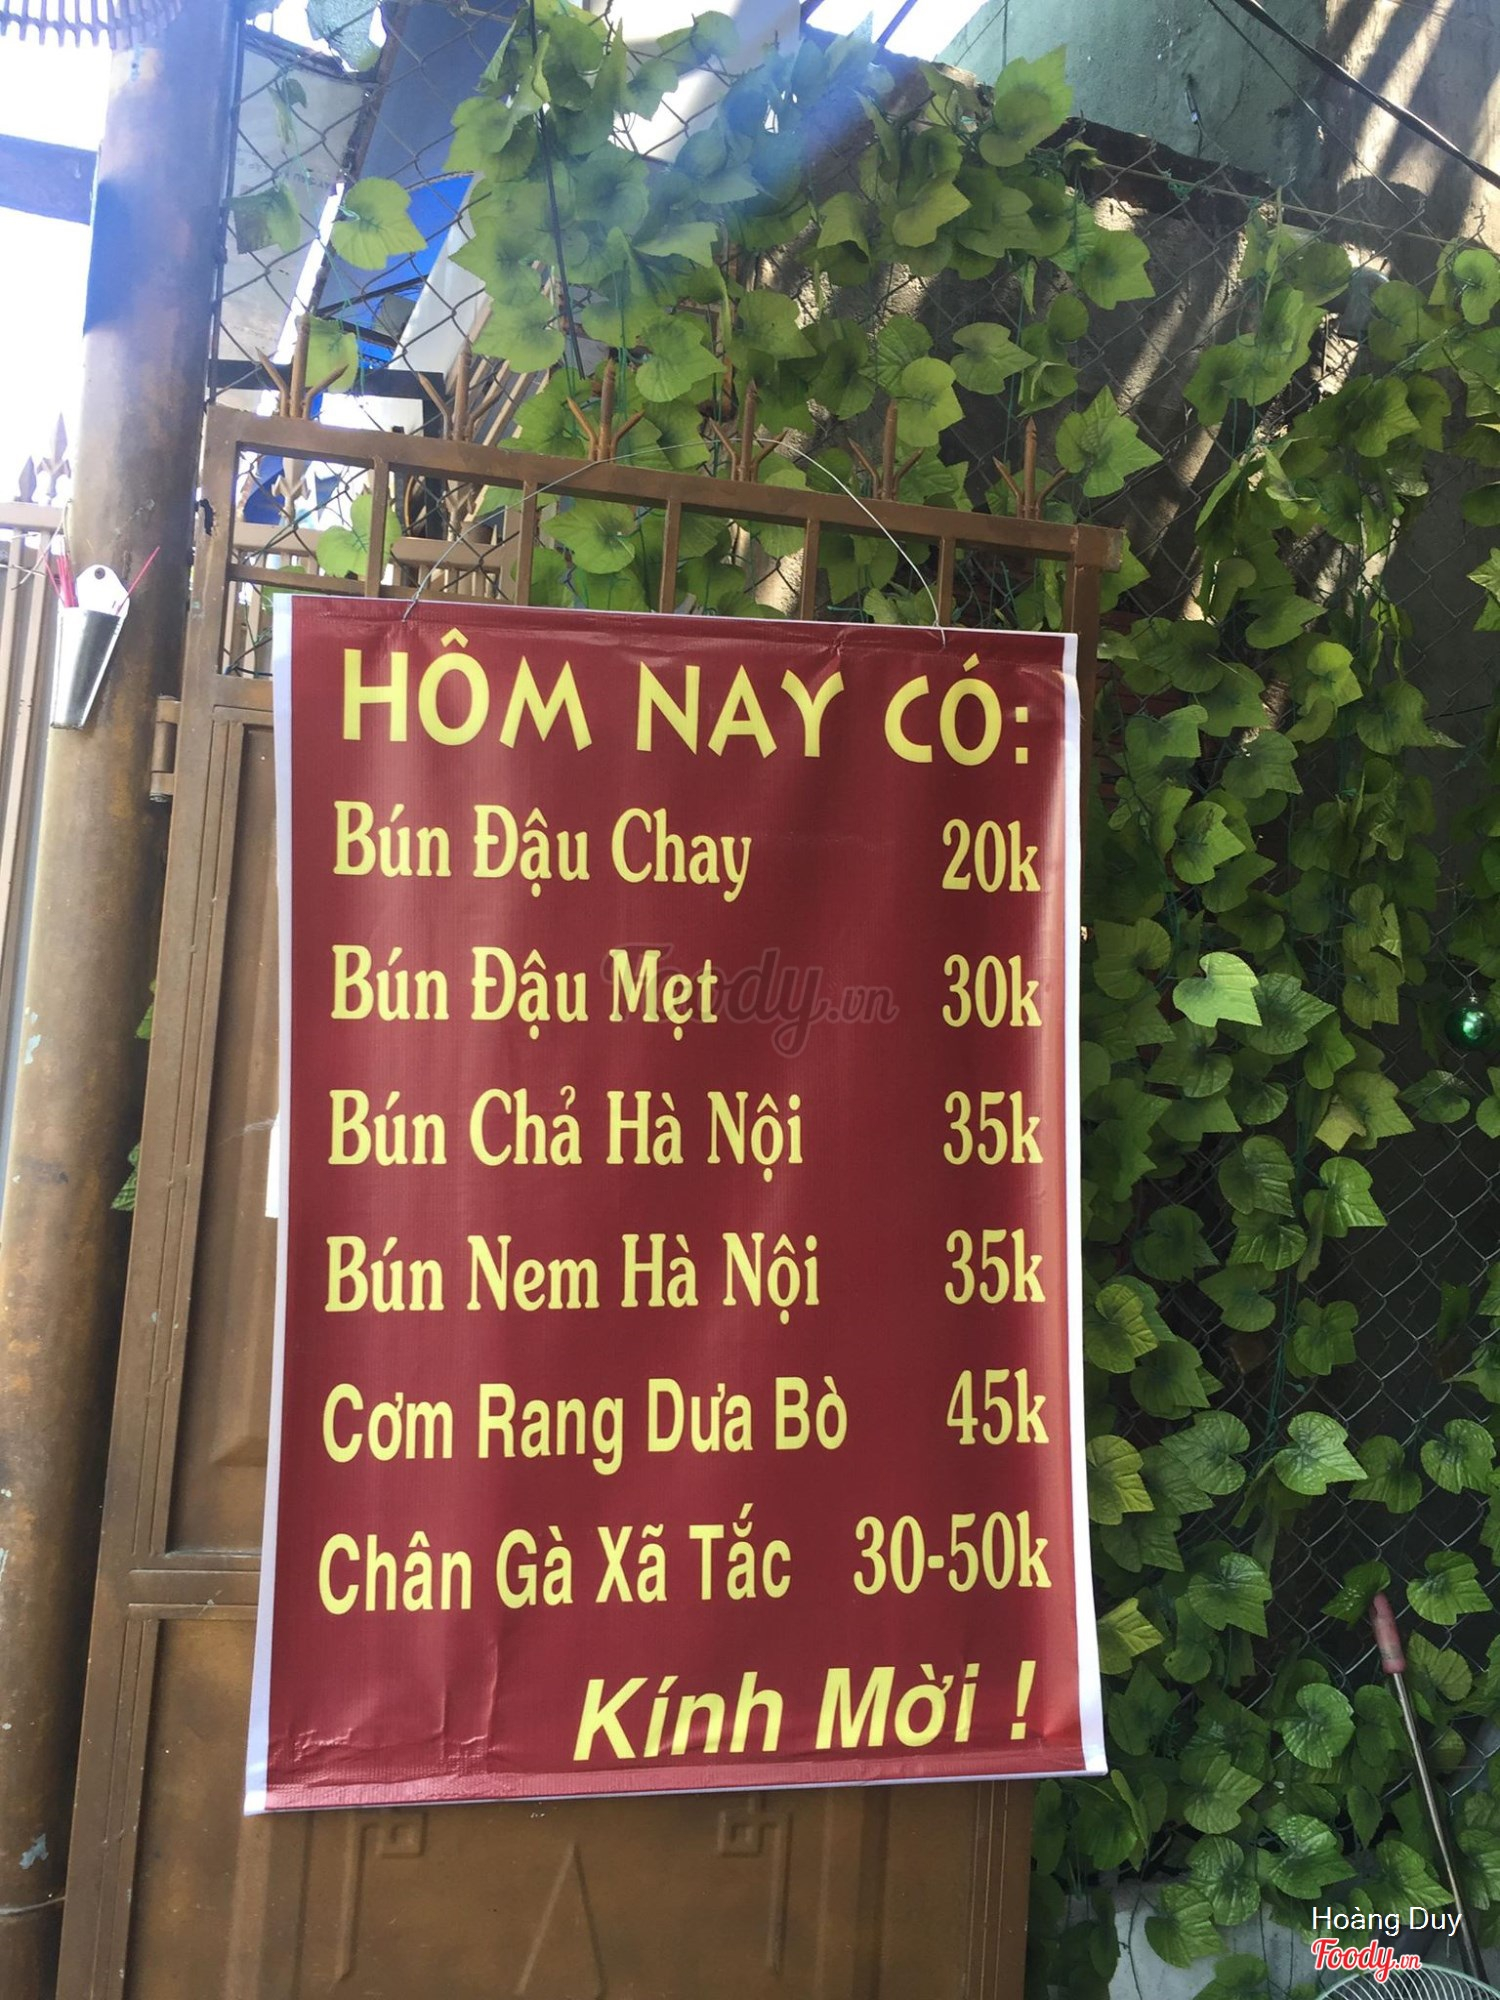 HÔM NAY CÓ:
Bún Đậu Chay 20k
Bún Đậu Mẹt 30k
Bún Chả Hà Nội 35k
Bún Nem Hà Nội 35k
Cơm Rang Dưa Bò 45k
Chân Gà Xã Tắc 30-50k
Kính Mời !
Foody.vn
Hoàng Duy
Foody.vn